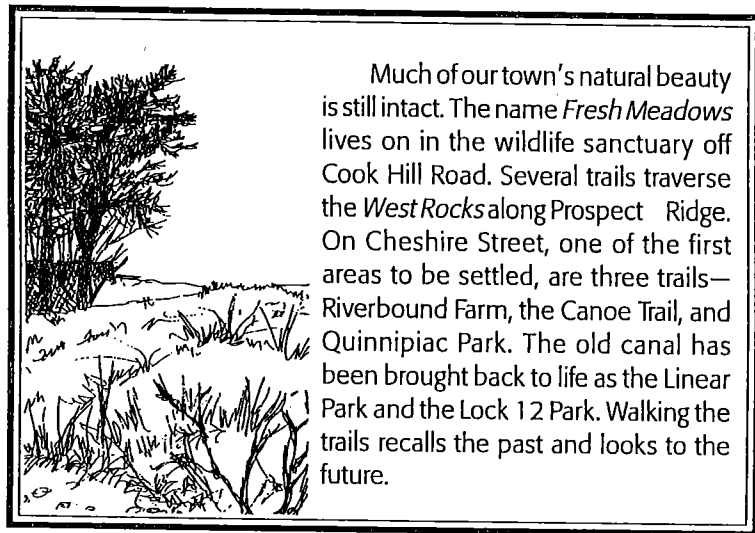 Much of our town's natural beauty
is still intact. The name Fresh Meadows
lives on in the wildlife sanctuary off
Cook Hill Road. Several trails traverse
the West Rocks along Prospect Ridge.
On Cheshire Street, one of the first
areas to be settled, are three trails—
Riverbound Farm, the Canoe Trail, and
Quinnipiac Park. The old canal has
been brought back to life as the Linear
Park and the Lock 12 Park. Walking the
trails recalls the past and looks to the
future.